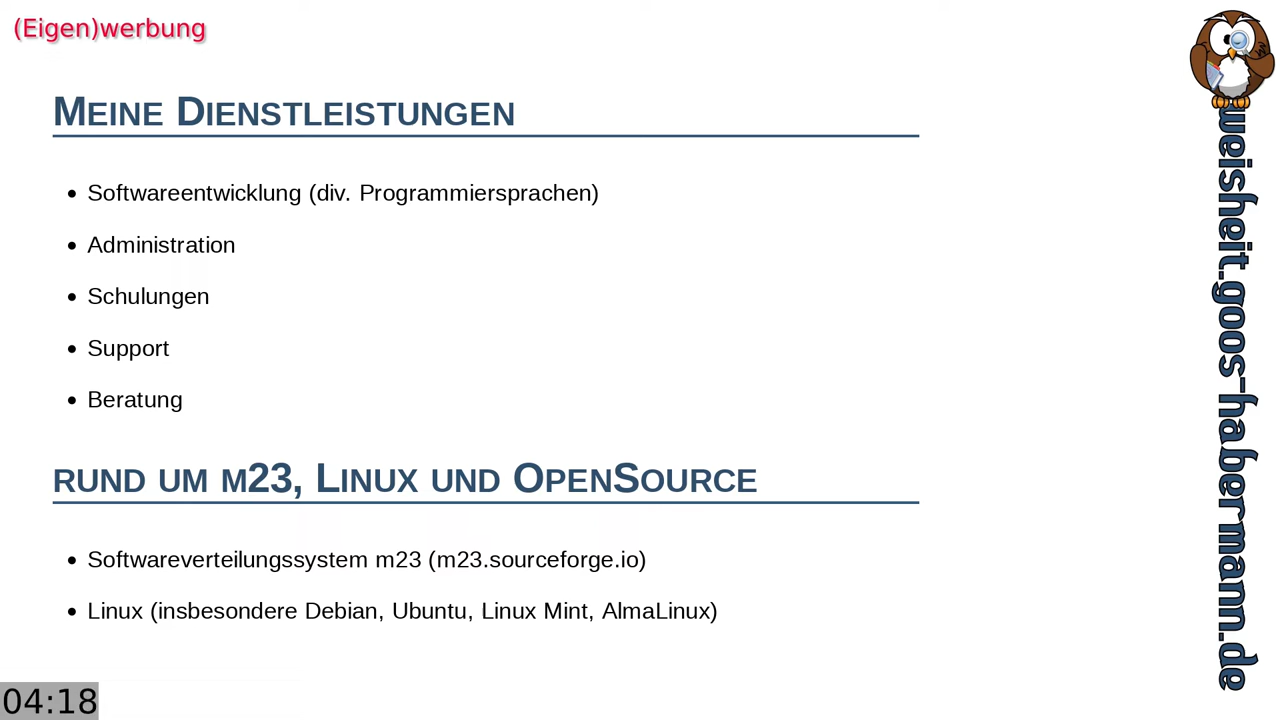 (Eigen)werbung
MEINE DIENSTLEISTUNGEN
Softwareentwicklung (div. Programmiersprachen)
Administration
Schulungen
Support
Beratung
RUND UM M23, LINUX UND OPENSOURCE
Softwareverteilungssystem m23 (m23.sourceforge.io)
Linux (insbesondere Debian, Ubuntu, Linux Mint, AlmaLinux)
weisheit.goos-habermann.de
04:18